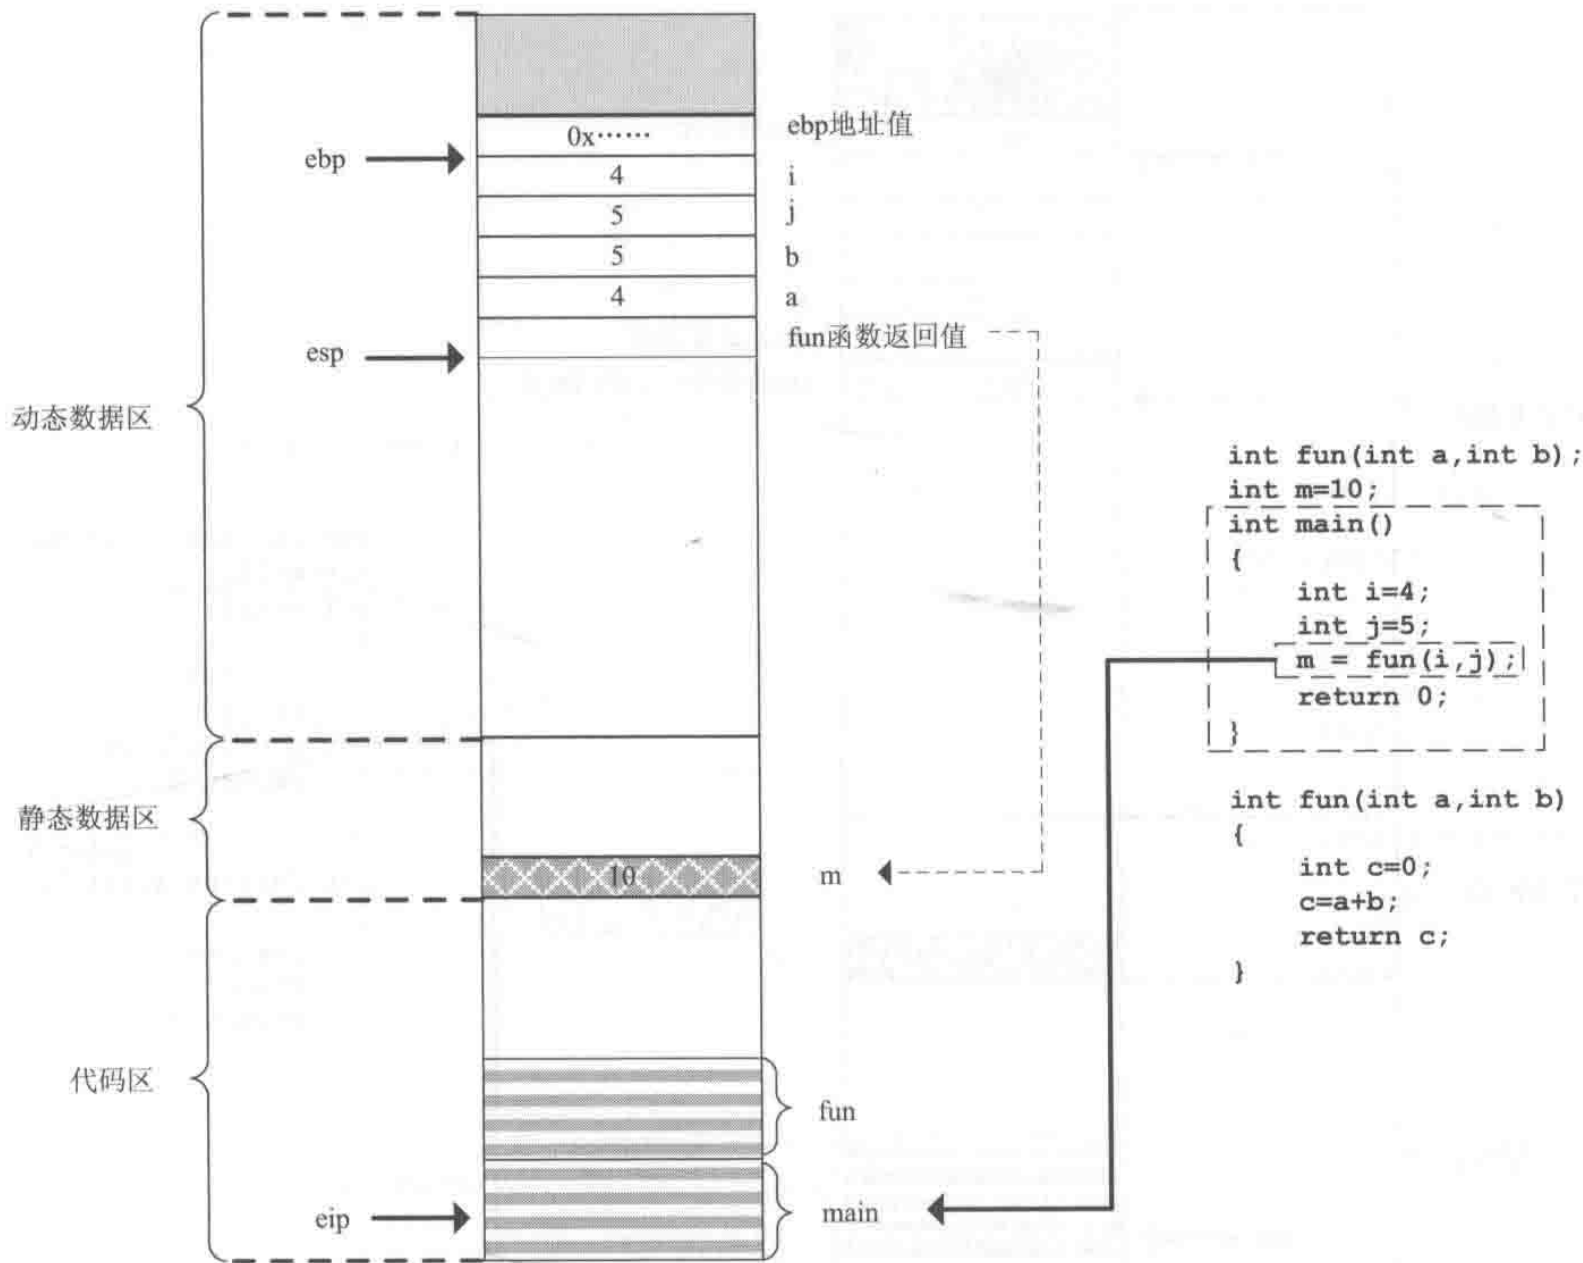 0x……
ebp地址值
ebp
4
i
5
j
5
b
4
a
fun函数返回值
esp
动态数据区
静态数据区
10
m
代码区
fun
main
eip
int fun(int a,int b);
int m=10;
int main()
{
int i=4;
int j=5;
m = fun(i,j);
return 0;
}
int fun(int a,int b)
{
int c=0;
c=a+b;
return c;
}